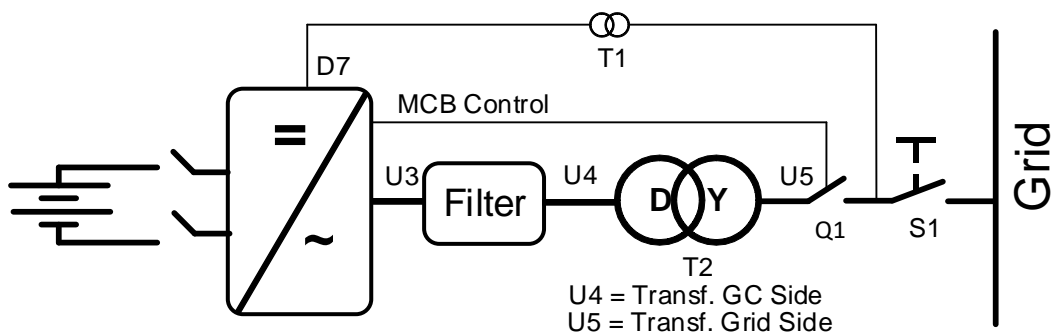 T1
D7
MCB Control
=
~
U3
Filter
U4
D
Y
U5
Q1
S1
Grid
T2
U4 = Transf. GC Side
U5 = Transf. Grid Side